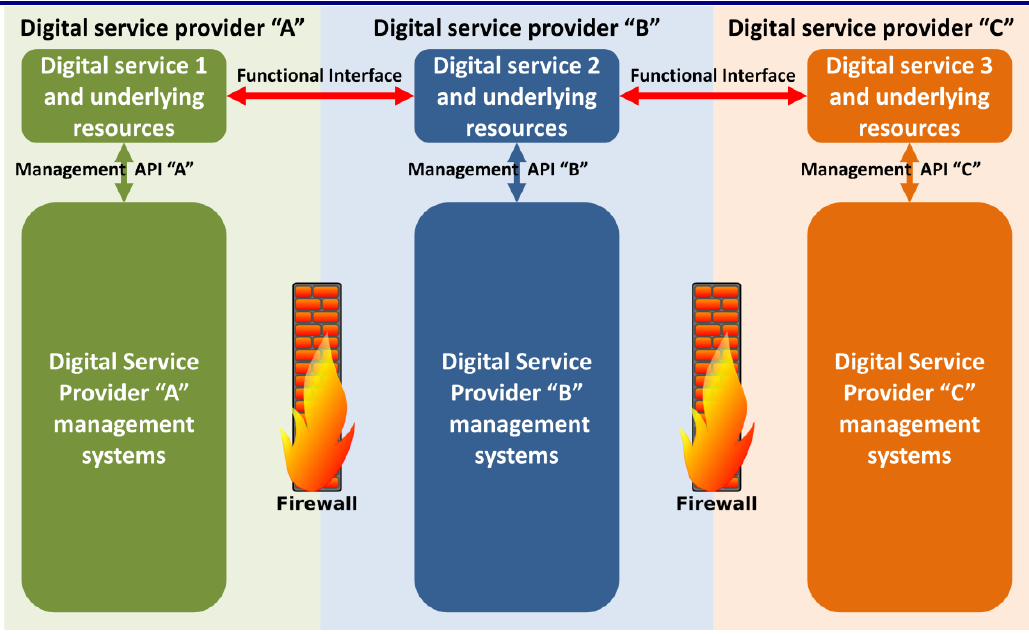 Digital service provider “A”
Digital service provider “B”
Digital service provider “C”
Digital service 1
and underlying
resources
Functional Interface
Digital service 2
and underlying
resources
Functional Interface
Digital service 3
and underlying
resources
Management API “A”
Management API “B”
Management API “C”
Digital Service
Provider “A”
management
systems
Firewall
Digital Service
Provider “B”
management
systems
Firewall
Digital Service
Provider “C”
management
systems